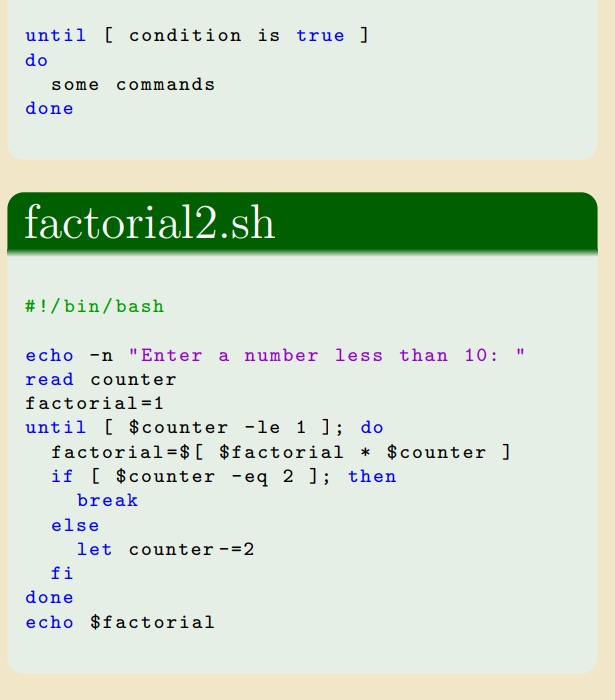 until [ condition is true ]
do
  some commands
done
factorial2.sh
#!/bin/bash
echo -n "Enter a number less than 10: "
read counter
factorial=1
until [ $counter -le 1 ]; do
  factorial=$[ $factorial * $counter ]
  if [ $counter -eq 2 ]; then
    break
  else
    let counter-=2
  fi
done
echo $factorial